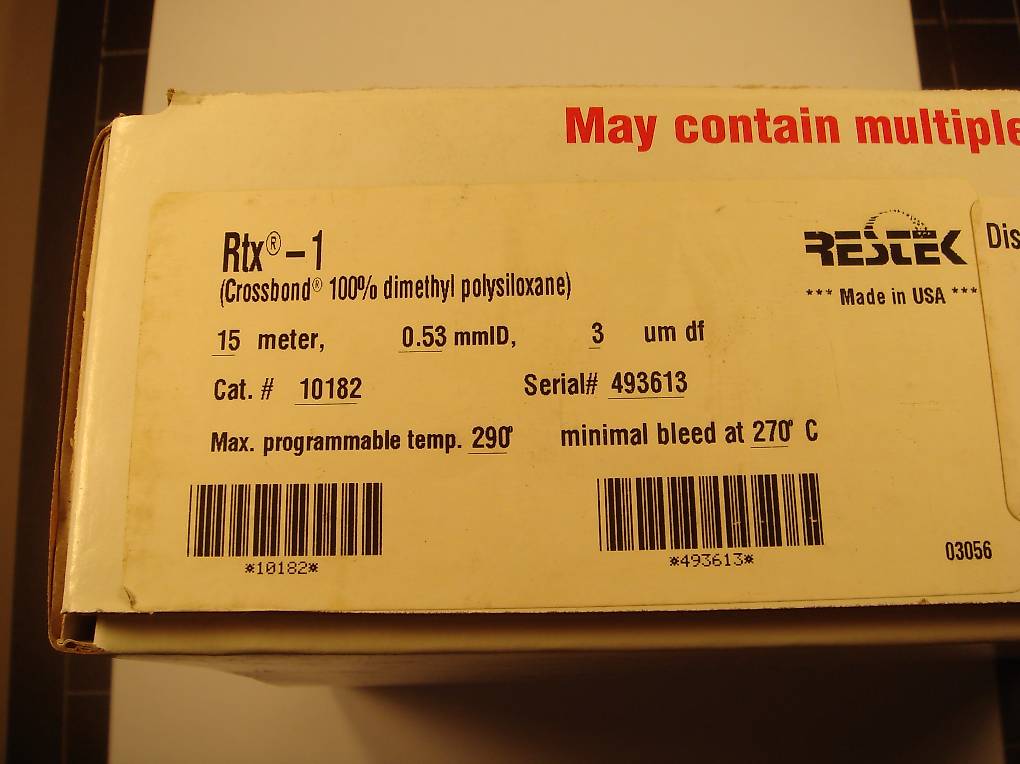 May contain multiple
Rtx®-1
RESTEK
Dis
(Crossbond® 100% dimethyl polysiloxane)
*** Made in USA ***
15 meter, 0.53 mmID, 3 um df
Cat. # 10182 Serial# 493613
Max. programmable temp. 290° minimal bleed at 270° C
*10182* *493613*
03056